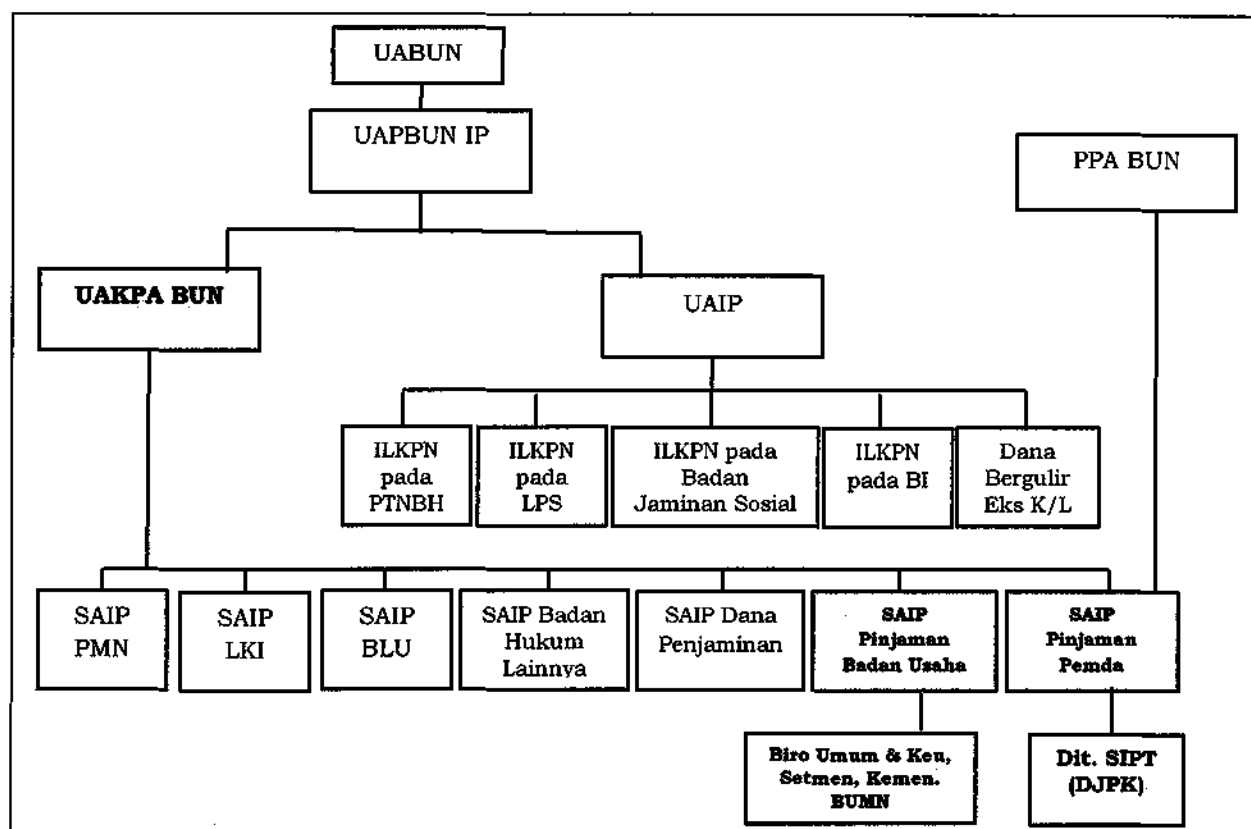 UABUN
UAPBUN IP
PPA BUN
UAKPA BUN
UAIP
ILKPN
pada
PTNBH
ILKPN
pada
LPS
ILKPN pada
Badan
Jaminan Sosial
ILKPN
pada BI
Dana
Bergulir
Eks K/L
SAIP
PMN
SAIP
LKI
SAIP
BLU
SAIP Badan
Hukum
Lainnya
SAIP Dana
Penjaminan
SAIP
Pinjaman
Badan Usaha
SAIP
Pinjaman
Pemda
Biro Umum & Keu,
Setmen, Kemen.
BUMN
Dit. SIPT
(DJPK)